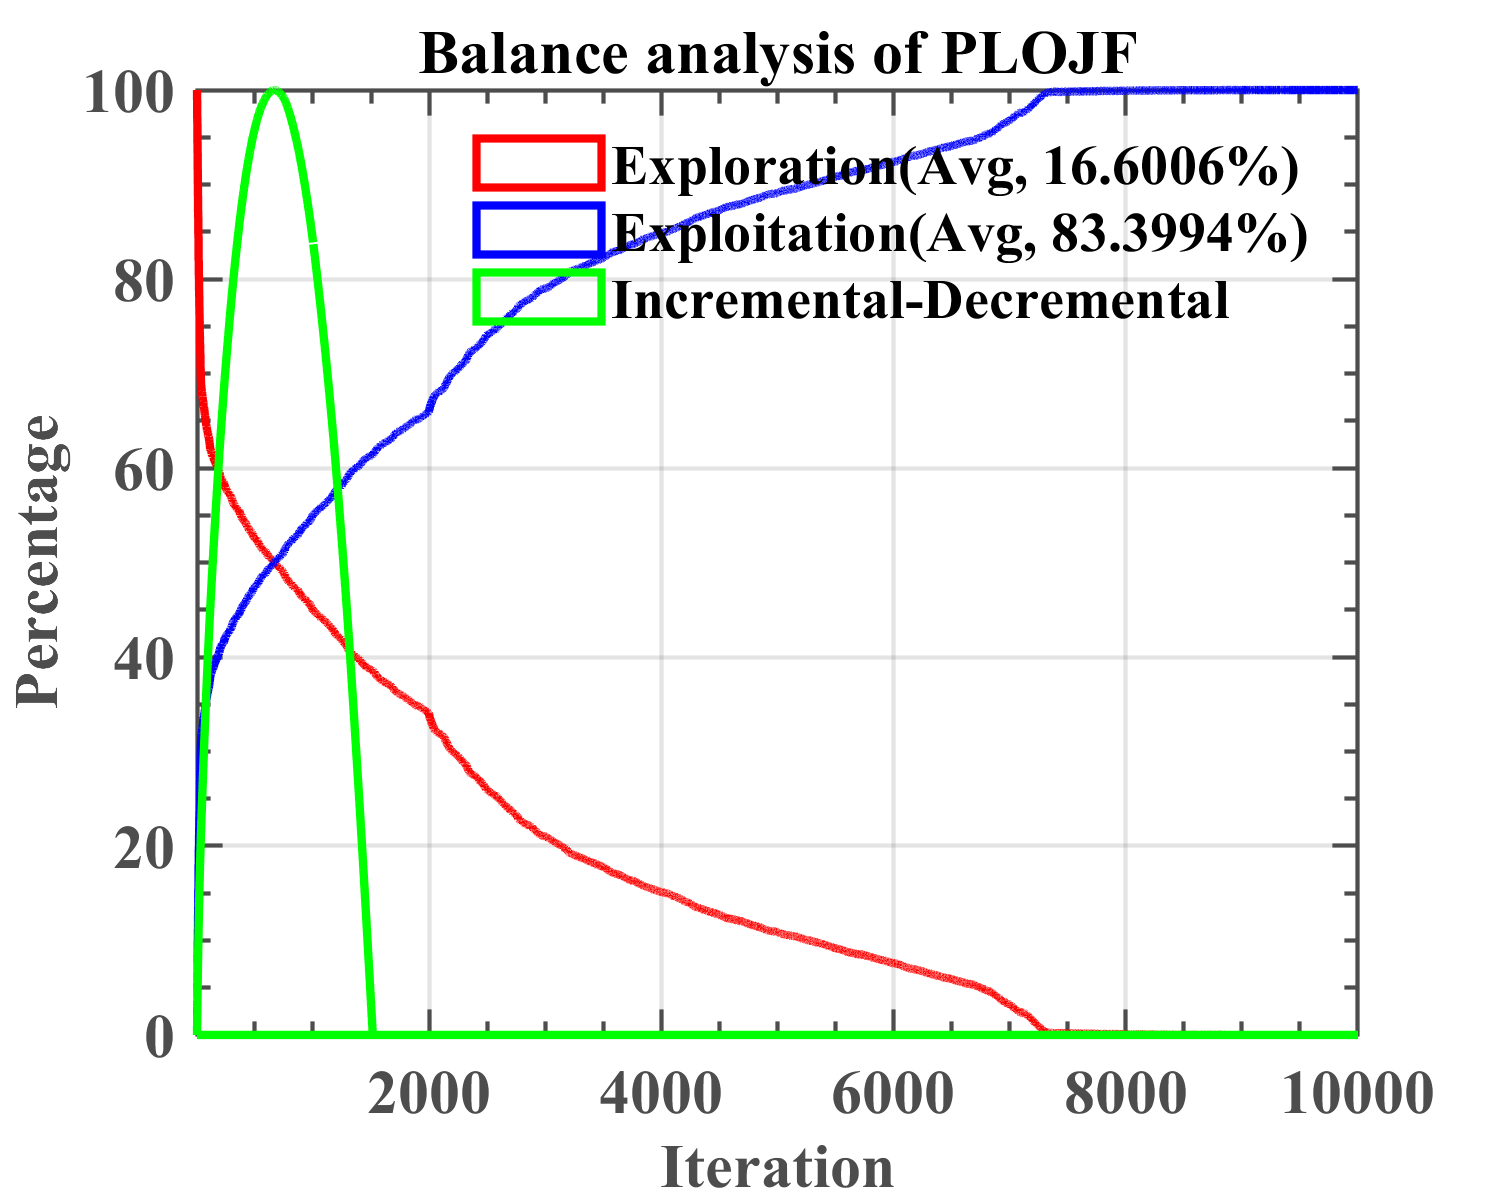 Balance analysis of PLOJF
Exploration(Avg, 16.6006%)
Exploitation(Avg, 83.3994%)
Incremental-Decremental
Percentage
100
80
60
40
20
0
2000 4000 6000 8000 10000
Iteration